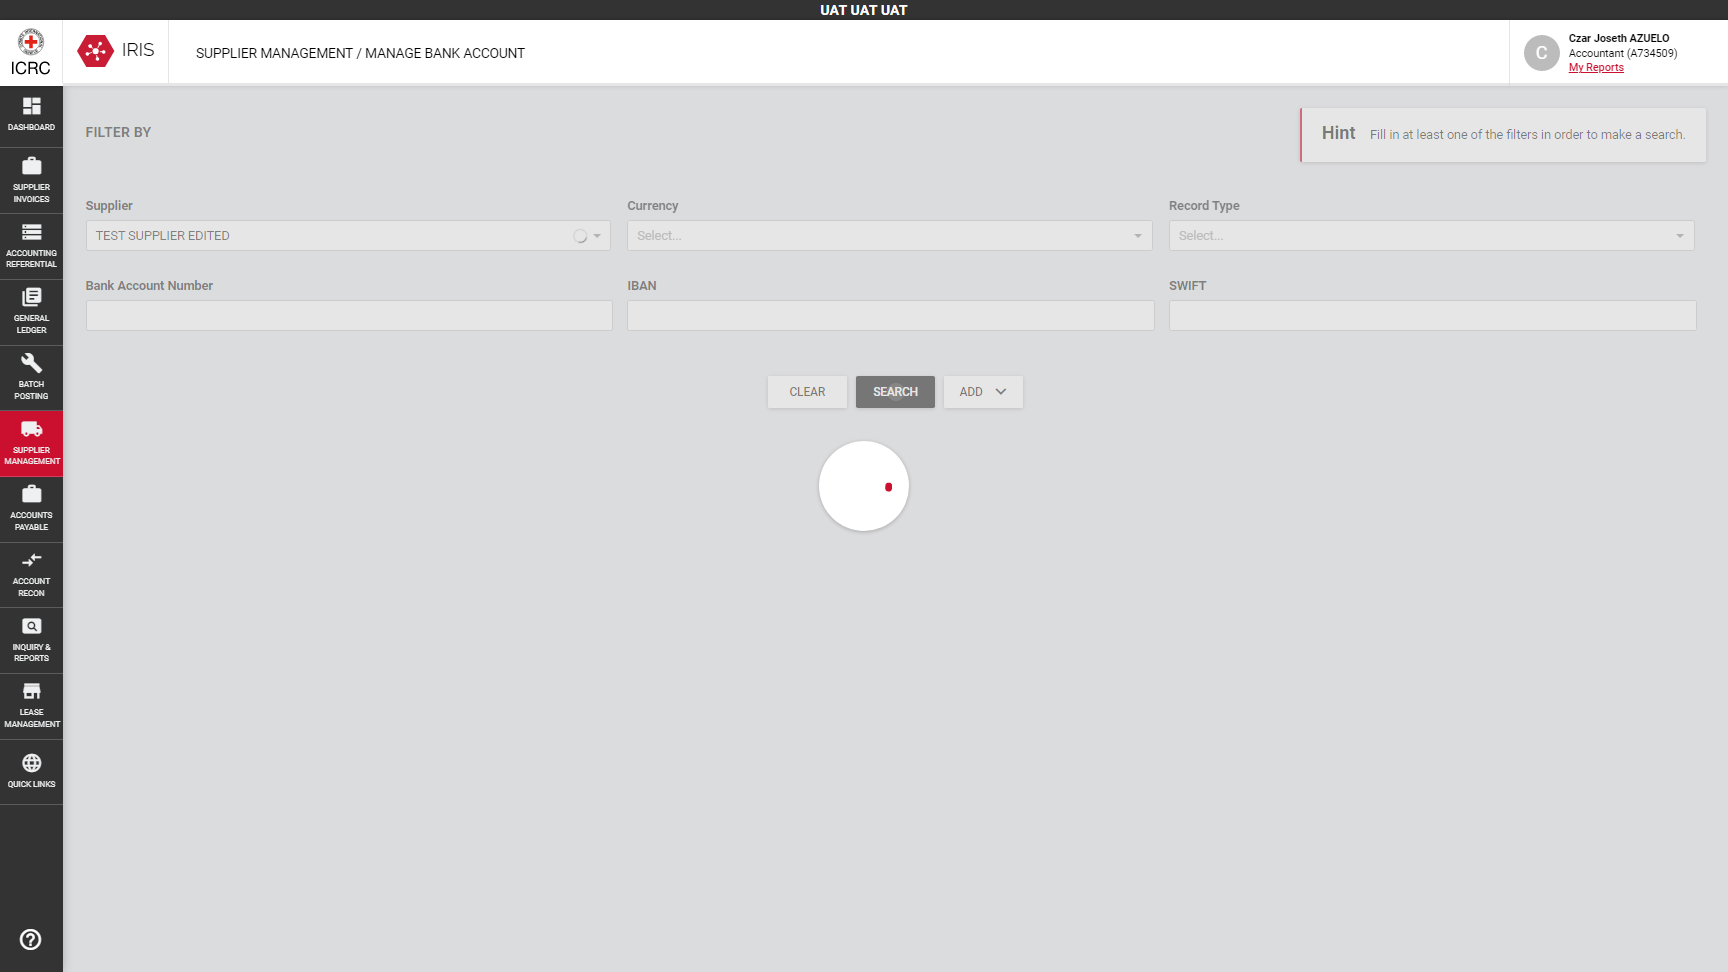 UAT UAT UAT
ICRC
IRIS
SUPPLIER MANAGEMENT / MANAGE BANK ACCOUNT
C
Czar Joseth AZUELO
Accountant (A734509)
My Reports
DASHBOARD
SUPPLIER
INVOICES
ACCOUNTING
REFERENTIAL
GENERAL
LEDGER
BATCH
POSTING
SUPPLIER
MANAGEMENT
ACCOUNTS
PAYABLE
ACCOUNT
RECON
INQUIRY &
REPORTS
LEASE
MANAGEMENT
QUICK LINKS
FILTER BY
Hint Fill in at least one of the filters in order to make a search.
Supplier
TEST SUPPLIER EDITED
Currency
Select...
Record Type
Select...
Bank Account Number
IBAN
SWIFT
CLEAR
SEARCH
ADD